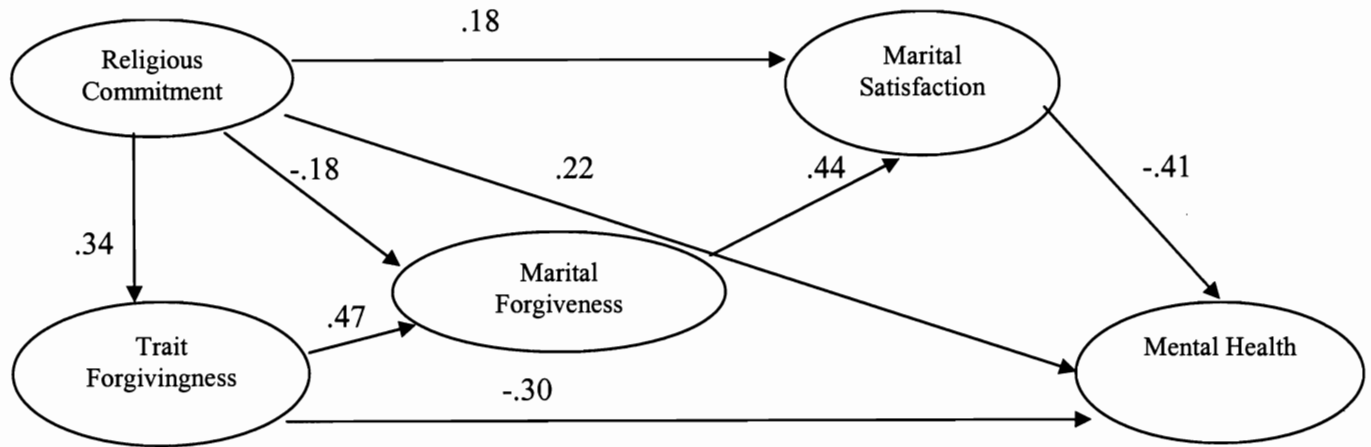 .18
Religious
Commitment
Marital
Satisfaction
-.18
.22
.44
-.41
.34
Marital
Forgiveness
.47
Trait
Forgivingness
Mental Health
-.30